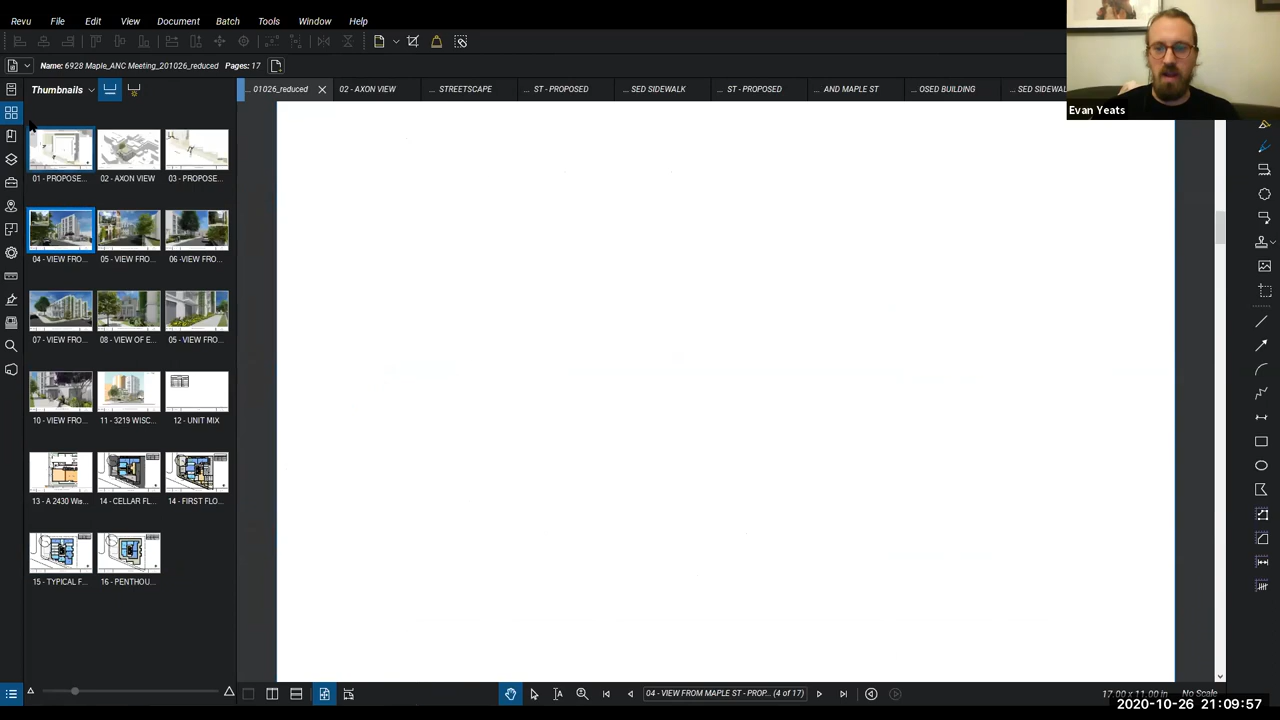 Revu File Edit View Document Batch Tools Window Help
Name: 6928 Maple_ANC Meeting_201026_reduced Pages: 17
Thumbnails
... 01026_reduced 02 - AXON VIEW ... STREETSCAPE ... ST - PROPOSED ... SED SIDEWALK ... ST - PROPOSED ... AND MAPLE ST ... OSED BUILDING ... SED SIDEWAL
Evan Yeats
01 - PROPOSE... 02 - AXON VIEW 03 - PROPOSE...
04 - VIEW FRO... 05 - VIEW FRO... 06 -VIEW FRO...
07 - VIEW FRO... 08 - VIEW OF E... 05 - VIEW FRO...
10 - VIEW FRO... 11 - 3219 WISC... 12 - UNIT MIX
13 - A 2430 Wis... 14 - CELLAR FL... 14 - FIRST FLO...
15 - TYPICAL F... 16 - PENTHOU...
04 - VIEW FROM MAPLE ST - PROP... (4 of 17)
17.00 x 11.00 in No Scale
2020-10-26 21:09:57